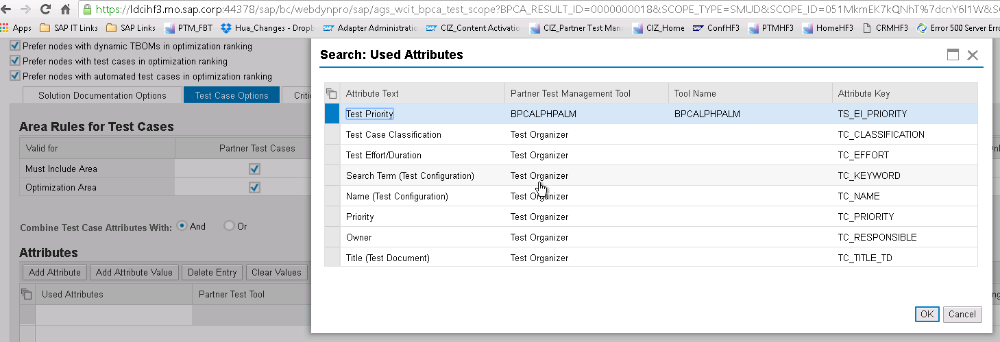 https://ldcihf3.mo.sap.corp:44378/sap/bc/webdynpro/sap/ags_wcit_bpca_test_scope?BPCA_RESULT_ID=0000000018&SCOPE_TYPE=SMUD&SCOPE_ID=051MkmEK7kQNhT%7dcnY6l1W&SC
Apps SAP IT Links SAP Links PTM_FBT Hua_Changes - Dropb Adapter Administratio CIZ_Content Activatio CIZ_Partner Test Man CIZ_Home ConfHF3 PTMHF3 HomeHF3 CRMHF3 Error 500 Server Erro
Prefer nodes with dynamic TBOMs in optimization ranking
Prefer nodes with test cases in optimization ranking
Prefer nodes with automated test cases in optimization ranking
Solution Documentation Options Test Case Options Criti
Area Rules for Test Cases
Valid for Partner Test Cases
Must Include Area
Optimization Area
Combine Test Case Attributes With: And Or
Attributes
Add Attribute Add Attribute Value Delete Entry Clear Values
Used Attributes Partner Test Tool
Search: Used Attributes
Attribute Text Partner Test Management Tool Tool Name Attribute Key
Test Priority BPCALPHPALM BPCALPHPALM TS_EI_PRIORITY
Test Case Classification Test Organizer TC_CLASSIFICATION
Test Effort/Duration Test Organizer TC_EFFORT
Search Term (Test Configuration) Test Organizer TC_KEYWORD
Name (Test Configuration) Test Organizer TC_NAME
Priority Test Organizer TC_PRIORITY
Owner Test Organizer TC_RESPONSIBLE
Title (Test Document) Test Organizer TC_TITLE_TD
OK Cancel